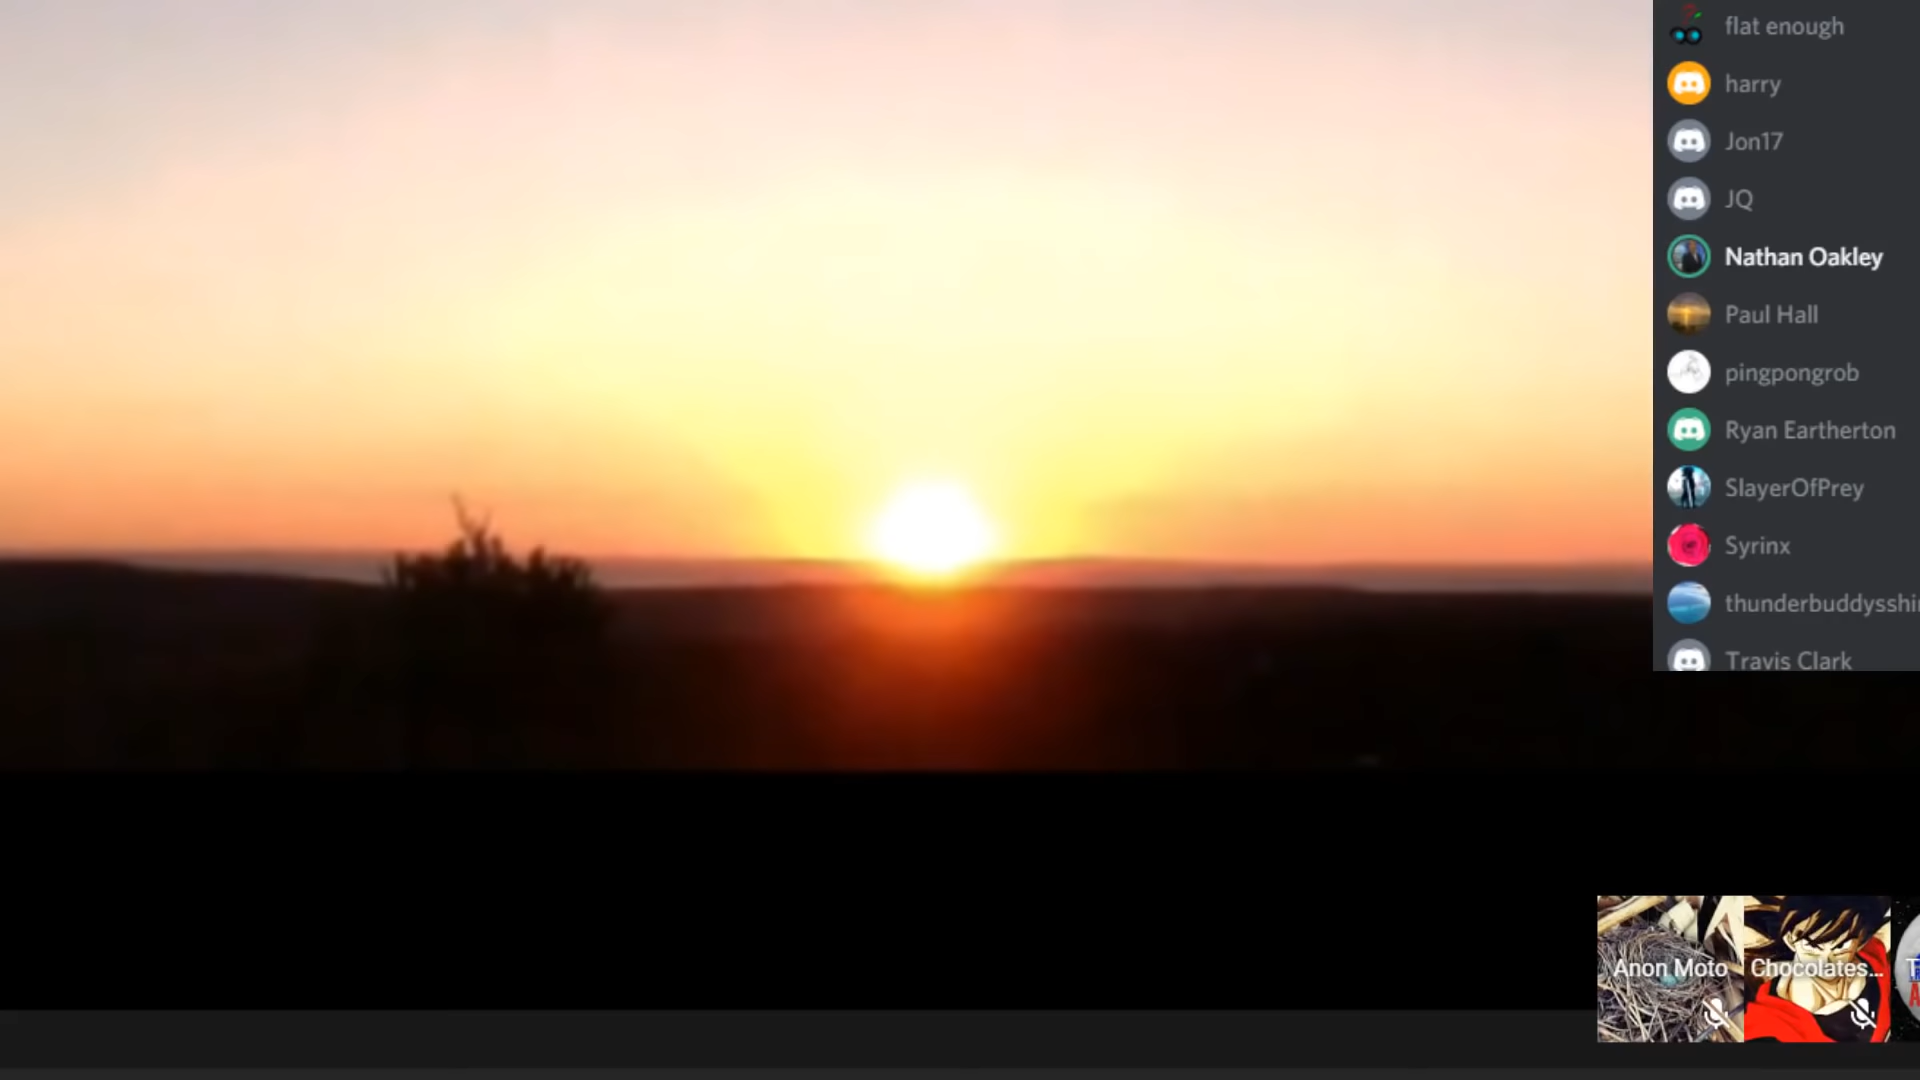 flat enough
harry
Jon17
JQ
Nathan Oakley
Paul Hall
pingpongrob
Ryan Eartherton
SlayerOfPrey
Syrinx
thunderbuddysshi
Travis Clark
Anon Moto
Chocolates...